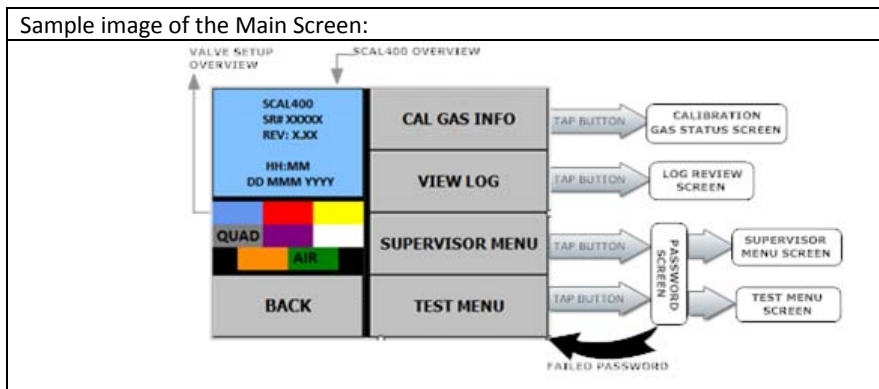 Sample image of the Main Screen:
VALVE SETUP
OVERVIEW
SCAL400 OVERVIEW
SCAL400
SR# XXXXX
REV: X.XX
HH:MM
DD MMM YYYY
CAL GAS INFO
TAP BUTTON
CALIBRATION
GAS STATUS SCREEN
VIEW LOG
TAP BUTTON
LOG REVIEW
SCREEN
QUAD
AIR
SUPERVISOR MENU
TAP BUTTON
PASSWORD
SCREEN
SUPERVISOR
MENU SCREEN
BACK
TEST MENU
TAP BUTTON
TEST MENU
SCREEN
FAILED PASSWORD